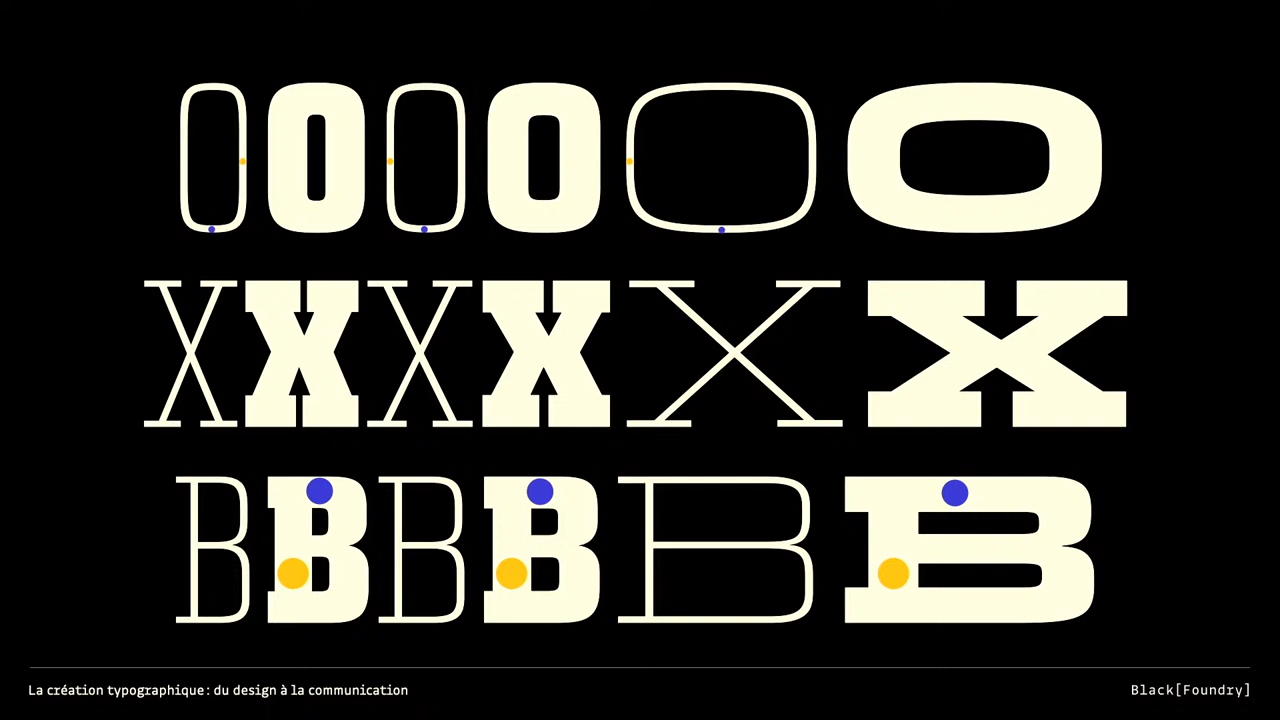 OOOOOO
XXXXXX
BBBBBB
La création typographique : du design à la communication
Black[Foundry]